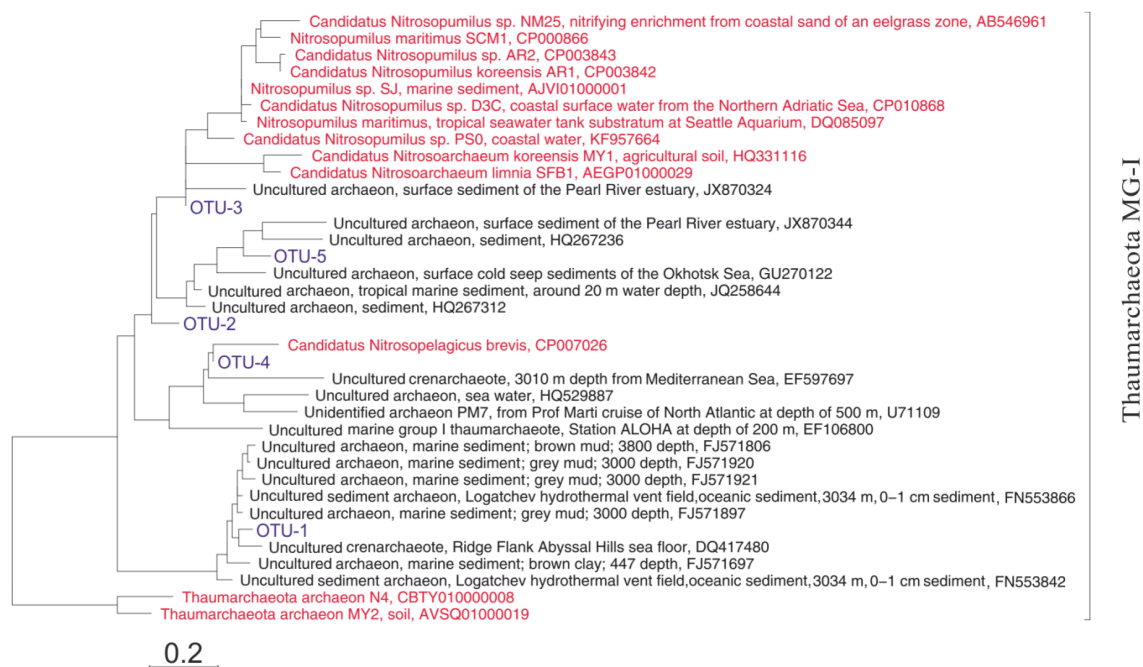 Candidatus Nitrosopumilus sp. NM25, nitrifying enrichment from coastal sand of an eelgrass zone, AB546961
Nitrosopumilus maritimus SCM1, CP000866
Candidatus Nitrosopumilus sp. AR2, CP003843
Candidatus Nitrosopumilus koreensis AR1, CP003842
Nitrosopumilus sp. SJ, marine sediment, AJVI01000001
Candidatus Nitrosopumilus sp. D3C, coastal surface water from the Northern Adriatic Sea, CP010868
Nitrosopumilus maritimus, tropical seawater tank substratum at Seattle Aquarium, DQ085097
Candidatus Nitrosopumilus sp. PS0, coastal water, KF957664
Candidatus Nitrosoarchaeum koreensis MY1, agricultural soil, HQ331116
Candidatus Nitrosoarchaeum limnia SFB1, AEGP01000029
Uncultured archaeon, surface sediment of the Pearl River estuary, JX870324
OTU-3
Uncultured archaeon, surface sediment of the Pearl River estuary, JX870344
Uncultured archaeon, sediment, HQ267236
OTU-5
Uncultured archaeon, surface cold seep sediments of the Okhotsk Sea, GU270122
Uncultured archaeon, tropical marine sediment, around 20 m water depth, JQ258644
Uncultured archaeon, sediment, HQ267312
OTU-2
Candidatus Nitrosopelagicus brevis, CP007026
OTU-4
Uncultured crenarchaeote, 3010 m depth from Mediterranean Sea, EF597697
Uncultured archaeon, sea water, HQ529887
Unidentified archaeon PM7, from Prof Marti cruise of North Atlantic at depth of 500 m, U71109
Uncultured marine group I thaumarchaeote, Station ALOHA at depth of 200 m, EF106800
Uncultured archaeon, marine sediment; brown mud; 3800 depth, FJ571806
Uncultured archaeon, marine sediment; grey mud; 3000 depth, FJ571920
Uncultured archaeon, marine sediment; grey mud; 3000 depth, FJ571921
Uncultured sediment archaeon, Logatchev hydrothermal vent field,oceanic sediment,3034 m, 0–1 cm sediment, FN553866
Uncultured archaeon, marine sediment; grey mud; 3000 depth, FJ571897
OTU-1
Uncultured crenarchaeote, Ridge Flank Abyssal Hills sea floor, DQ417480
Uncultured archaeon, marine sediment; brown clay; 447 depth, FJ571697
Uncultured sediment archaeon, Logatchev hydrothermal vent field,oceanic sediment,3034 m, 0–1 cm sediment, FN553842
Thaumarchaeota archaeon N4, CBTY010000008
Thaumarchaeota archaeon MY2, soil, AVSQ01000019
0.2
Thaumarchaeota MG-I